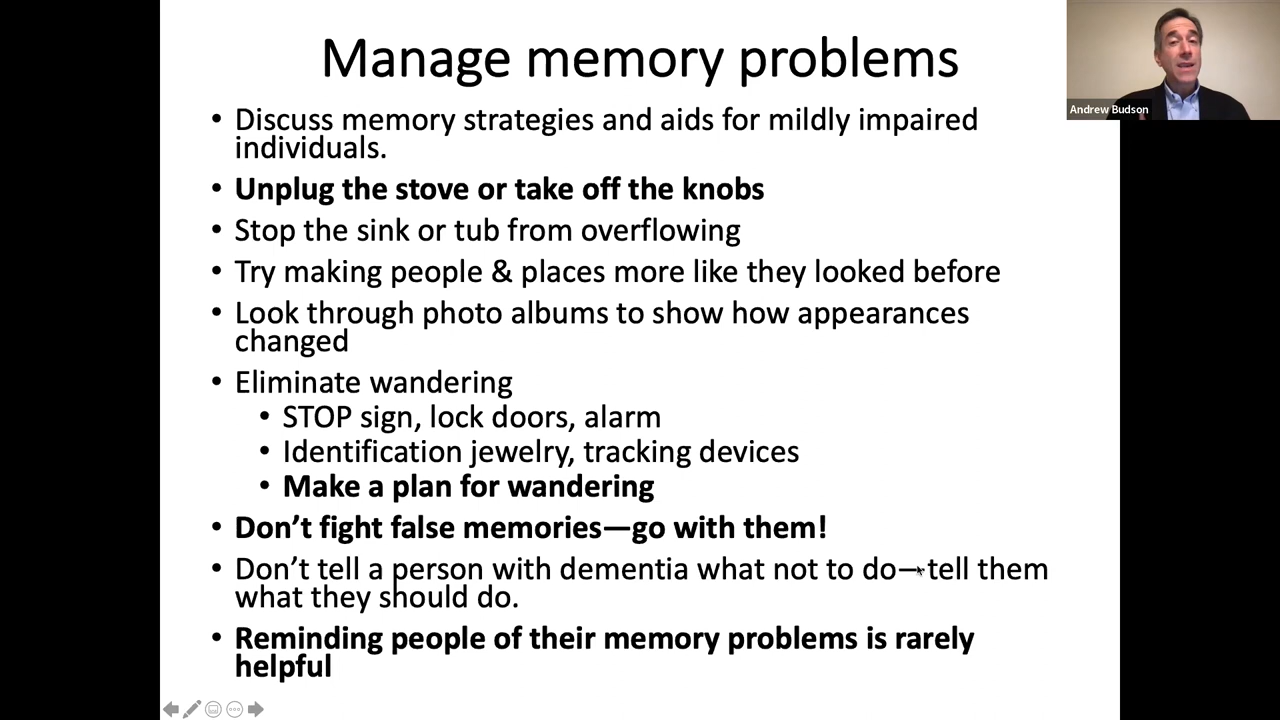 Manage memory problems
Andrew Budson
• Discuss memory strategies and aids for mildly impaired
individuals.
• Unplug the stove or take off the knobs
• Stop the sink or tub from overflowing
• Try making people & places more like they looked before
• Look through photo albums to show how appearances
changed
• Eliminate wandering
• STOP sign, lock doors, alarm
• Identification jewelry, tracking devices
• Make a plan for wandering
• Don’t fight false memories—go with them!
• Don’t tell a person with dementia what not to do—tell them
what they should do.
• Reminding people of their memory problems is rarely
helpful